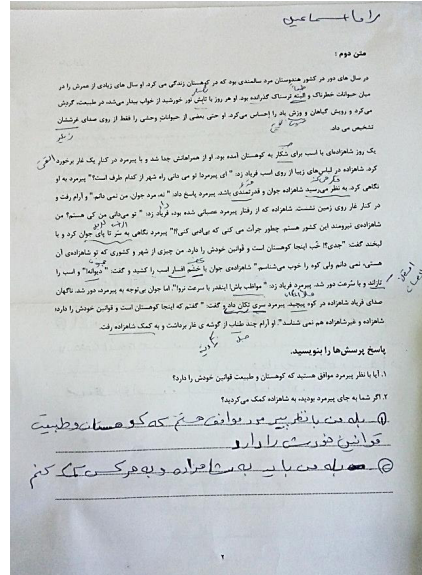 راما اسماعیل
متن دوم :
در سال های دور در کشور هندوستان مرد سالمندی بود که در کوهستان زندگی می کرد. او سال های زیادی از عمرش را در
میان حیوانات خطرناک و البته ترسناک گذرانده بود. او هر روز با تابش نور خورشید از خواب بیدار می‌شد، در طبیعت، گردش
می‌کرد و رویش گیاهان و وزش باد را احساس می‌کرد. او حتی بعضی از حیوانات وحشی را فقط از روی صدای غرششان
تشخیص می داد.
یک روز شاهزاده‌ای با اسب برای شکار به کوهستان آمده بود. او از همراهانش جدا شد و با پیرمرد در کنار یک غار برخورد
کرد. شاهزاده در لباس‌های زیبا از روی اسب فریاد زد: " ای پیرمرد! تو می دانی راه شهر از کدام طرف است؟" پیرمرد به او
نگاهی کرد. به نظر می‌رسید شاهزاده جوان و قدرتمندی باشد. پیرمرد پاسخ داد: " نه، مرد جوان، من نمی دانم." و آرام رفت و
در کنار غار روی زمین نشست. شاهزاده که از رفتار پیرمرد عصبانی شده بود، فریاد زد: " تو می‌دانی من کی هستم؟ من
شاهزاده‌ی نیرومند این کشور هستم. چطور جرأت می کنی که بی‌ادبی کنی؟!" پیرمرد نگاهی به سر تا پای جوان کرد و با
لبخند گفت: "جدی؟! خُب اینجا کوهستان است و قوانین خودش را دارد. من چیزی از شهر و کشوری که تو شاهزاده‌ی آن
هستی، نمی دانم ولی کوه را خوب می‌شناسم." شاهزاده‌ی جوان با خشم افسار اسب را کشید و گفت: " دیوانه!" و اسب را
تازاند و با سرعت دور شد. پیرمرد فریاد زد: " مواظب باش! اینقدر با سرعت نرو!". اما جوان بی‌توجه به پیرمرد، دور شد. ناگهان
صدای فریاد شاهزاده در کوه پیچید. پیرمرد سری تکان داد و گفت: " گفتم که اینجا کوهستان است و قوانین خودش را دارد؛
شاهزاده و غیرشاهزاده هم نمی شناسد". او آرام چند طناب از گوشه ی غار برداشت و به کمک شاهزاده رفت.
پاسخ پرسش‌ها را بنویسید.
۱. آیا با نظر پیرمرد موافق هستید که کوهستان و طبیعت قوانین خودش را دارد؟
۲. اگر شما به جای پیرمرد بودید، به شاهزاده کمک می‌کردید؟
① بله من با نظر پیر مرد موافق هستم که کوهستان و طبیعت
قوانین خودش را دارد
② بله من باید به شاهزاده و به هر کس کمک کنم
۲